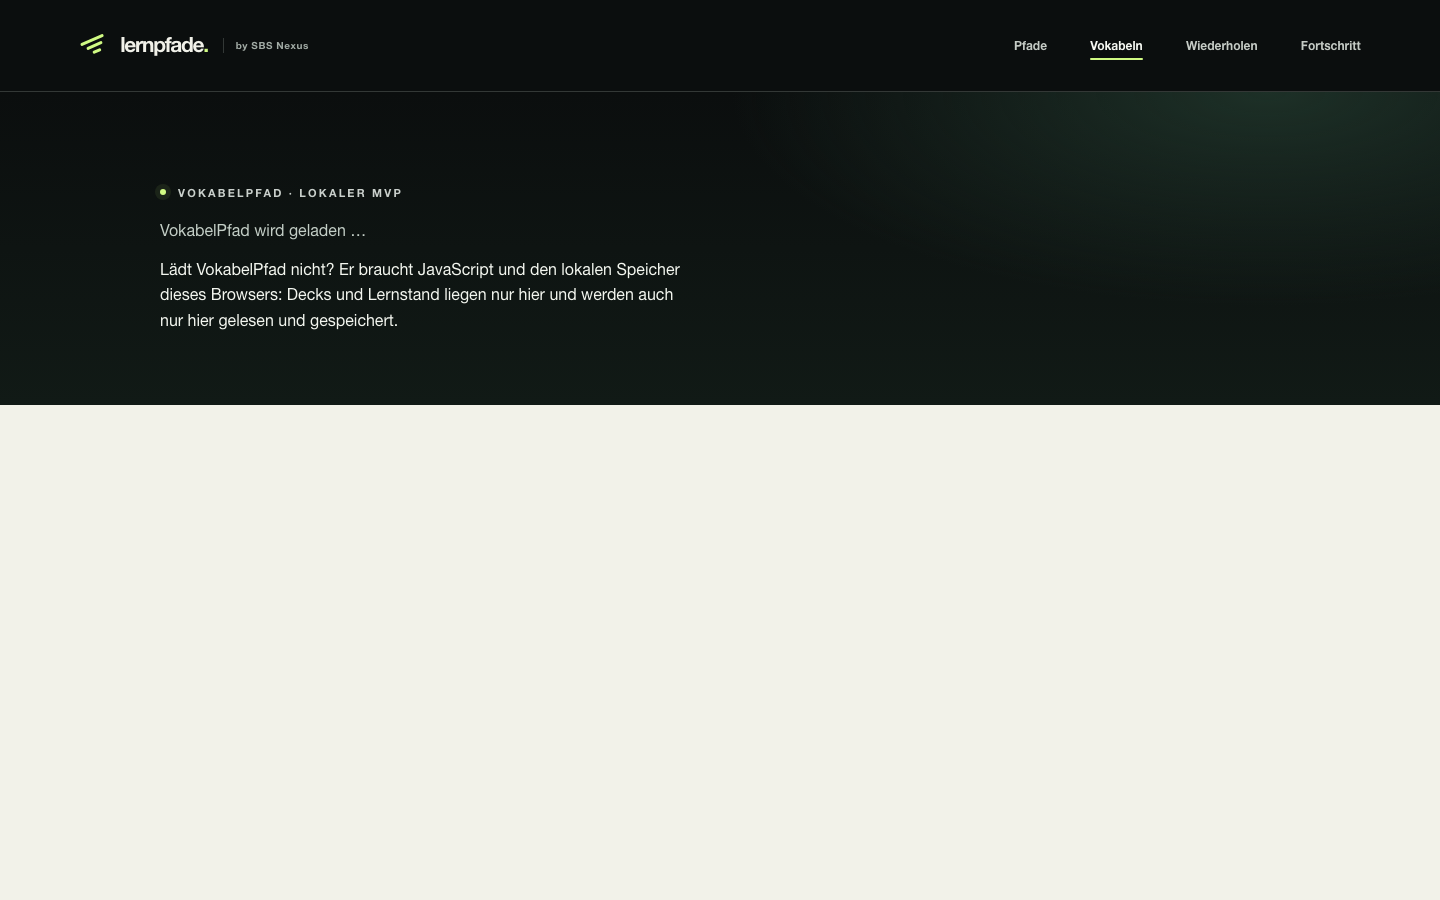 lernpfade.
by SBS Nexus
Pfade
Vokabeln
Wiederholen
Fortschritt
VOKABELPFAD · LOKALER MVP
VokabelPfad wird geladen …
Lädt VokabelPfad nicht? Er braucht JavaScript und den lokalen Speicher
dieses Browsers: Decks und Lernstand liegen nur hier und werden auch
nur hier gelesen und gespeichert.